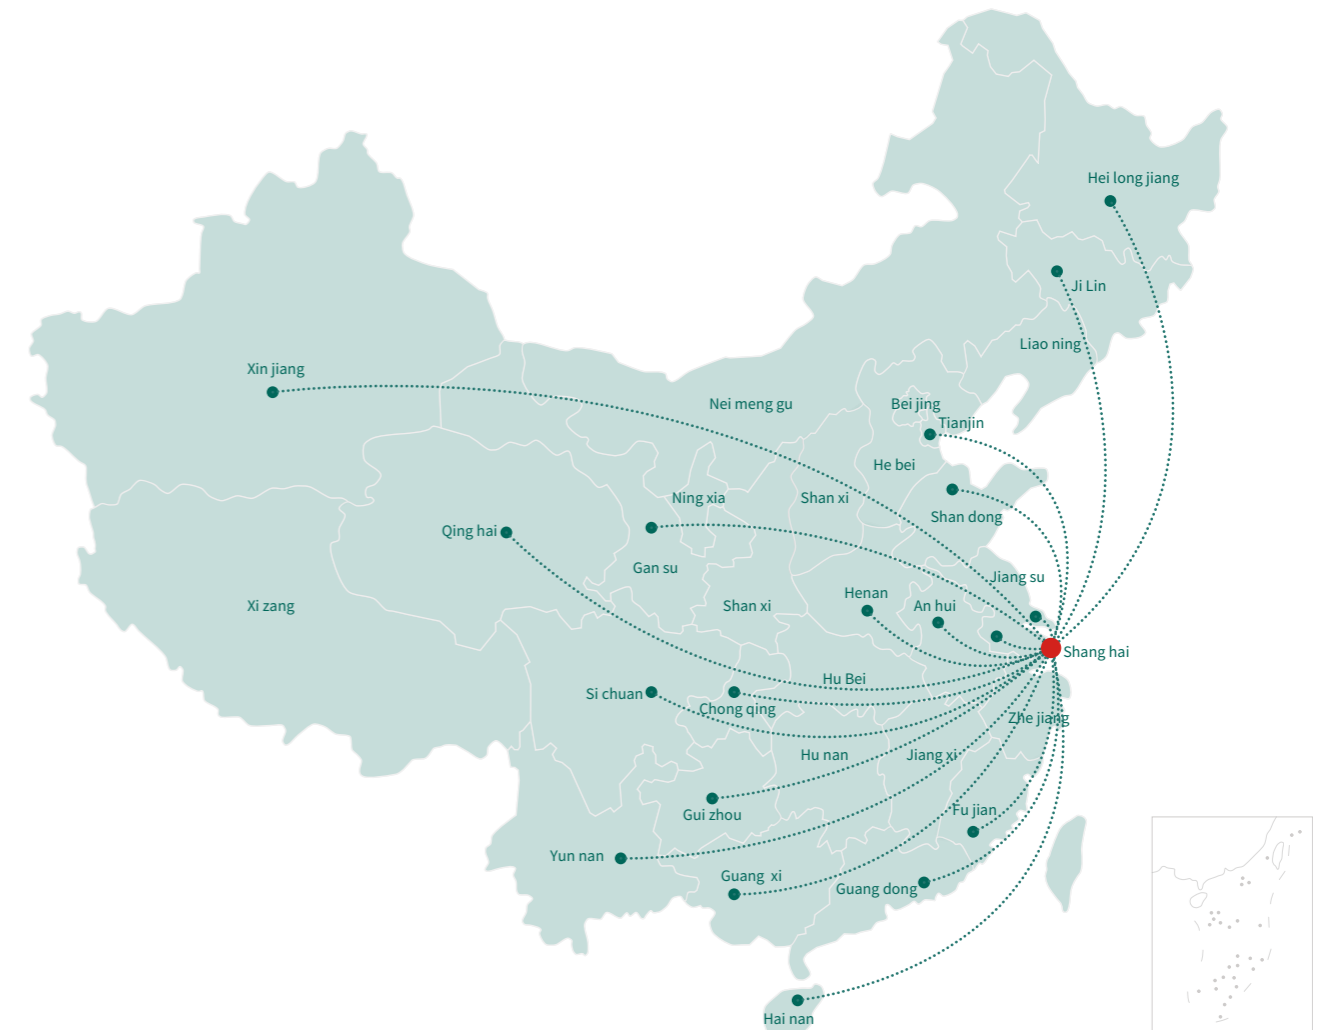 Hei long jiang
Ji Lin
Liao ning
Xin jiang
Nei meng gu
Bei jing
Tianjin
He bei
Ning xia
Shan xi
Shan dong
Qing hai
Gan su
Jiang su
Henan
An hui
Xi zang
Shan xi
Shang hai
Hu Bei
Si chuan
Chong qing
Zhe jiang
Hu nan
Jiang xi
Gui zhou
Fu jian
Yun nan
Guang xi
Guang dong
Hai nan